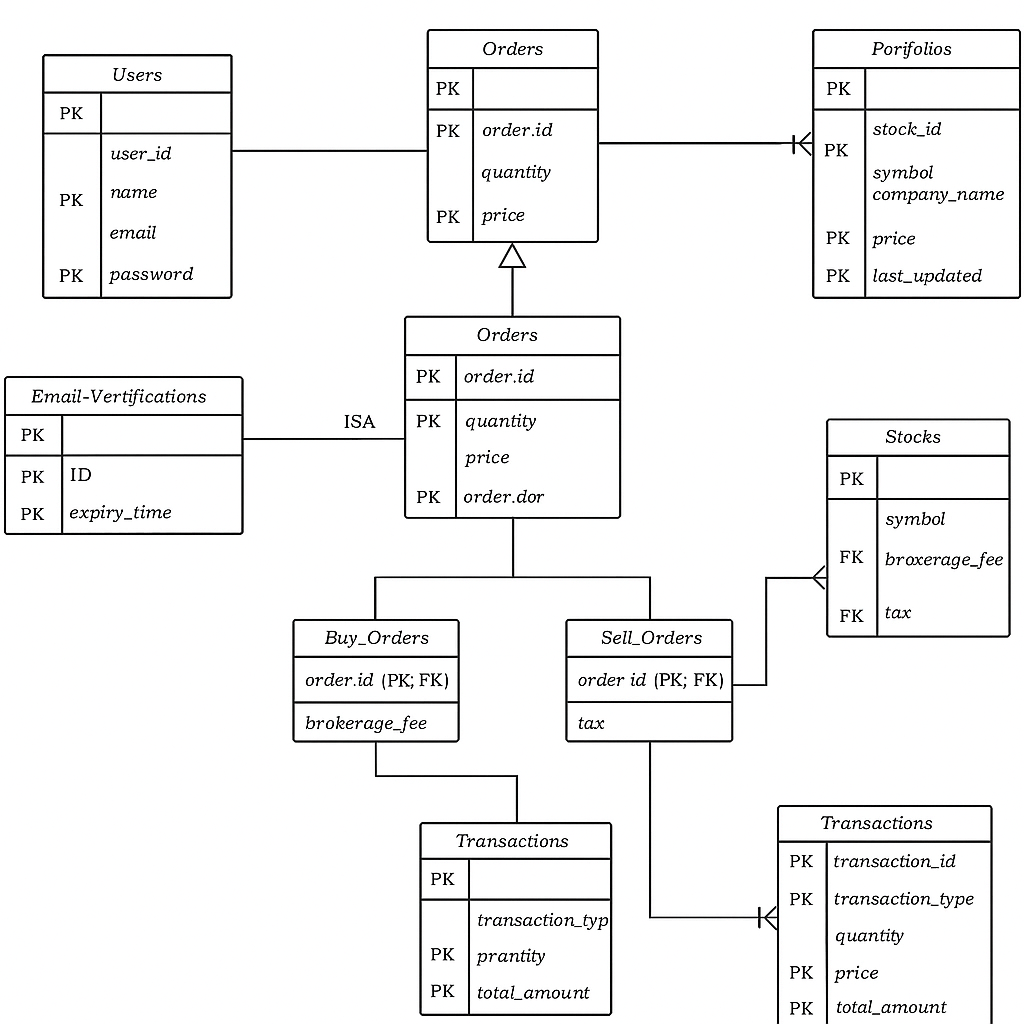 Users
PK
user_id
name
PK
email
PK password
Orders
PK
PK order.id
quantity
PK price
Porifolios
PK
stock_id
PK
symbol
company_name
PK price
PK last_updated
Orders
PK order.id
PK quantity
price
PK order.dor
Email-Vertifications
PK
PK ID
PK expiry_time
ISA
Stocks
PK
symbol
FK broxerage_fee
FK tax
Buy_Orders
order.id (PK; FK)
brokerage_fee
Sell_Orders
order id (PK; FK)
tax
Transactions
PK
transaction_typ
PK prantity
PK total_amount
Transactions
PK transaction_id
PK transaction_type
quantity
PK price
PK total_amount